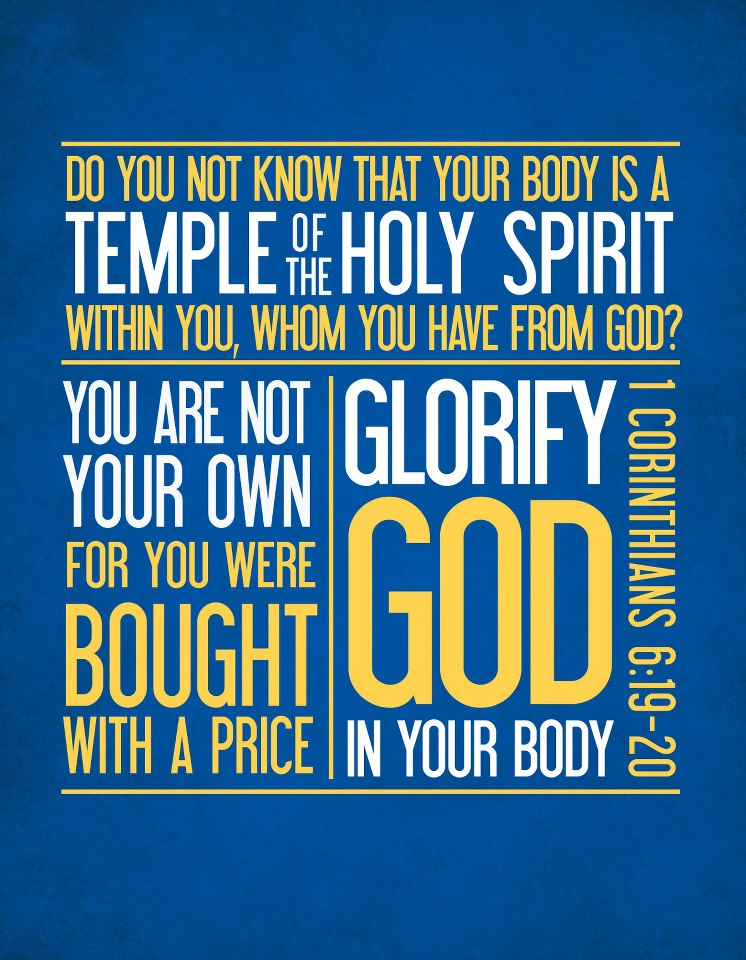 DO YOU NOT KNOW THAT YOUR BODY IS A
TEMPLE OF THE HOLY SPIRIT
WITHIN YOU, WHOM YOU HAVE FROM GOD?
YOU ARE NOT
YOUR OWN
FOR YOU WERE
BOUGHT
WITH A PRICE
GLORIFY
GOD
IN YOUR BODY
1 CORINTHIANS 6:19-20